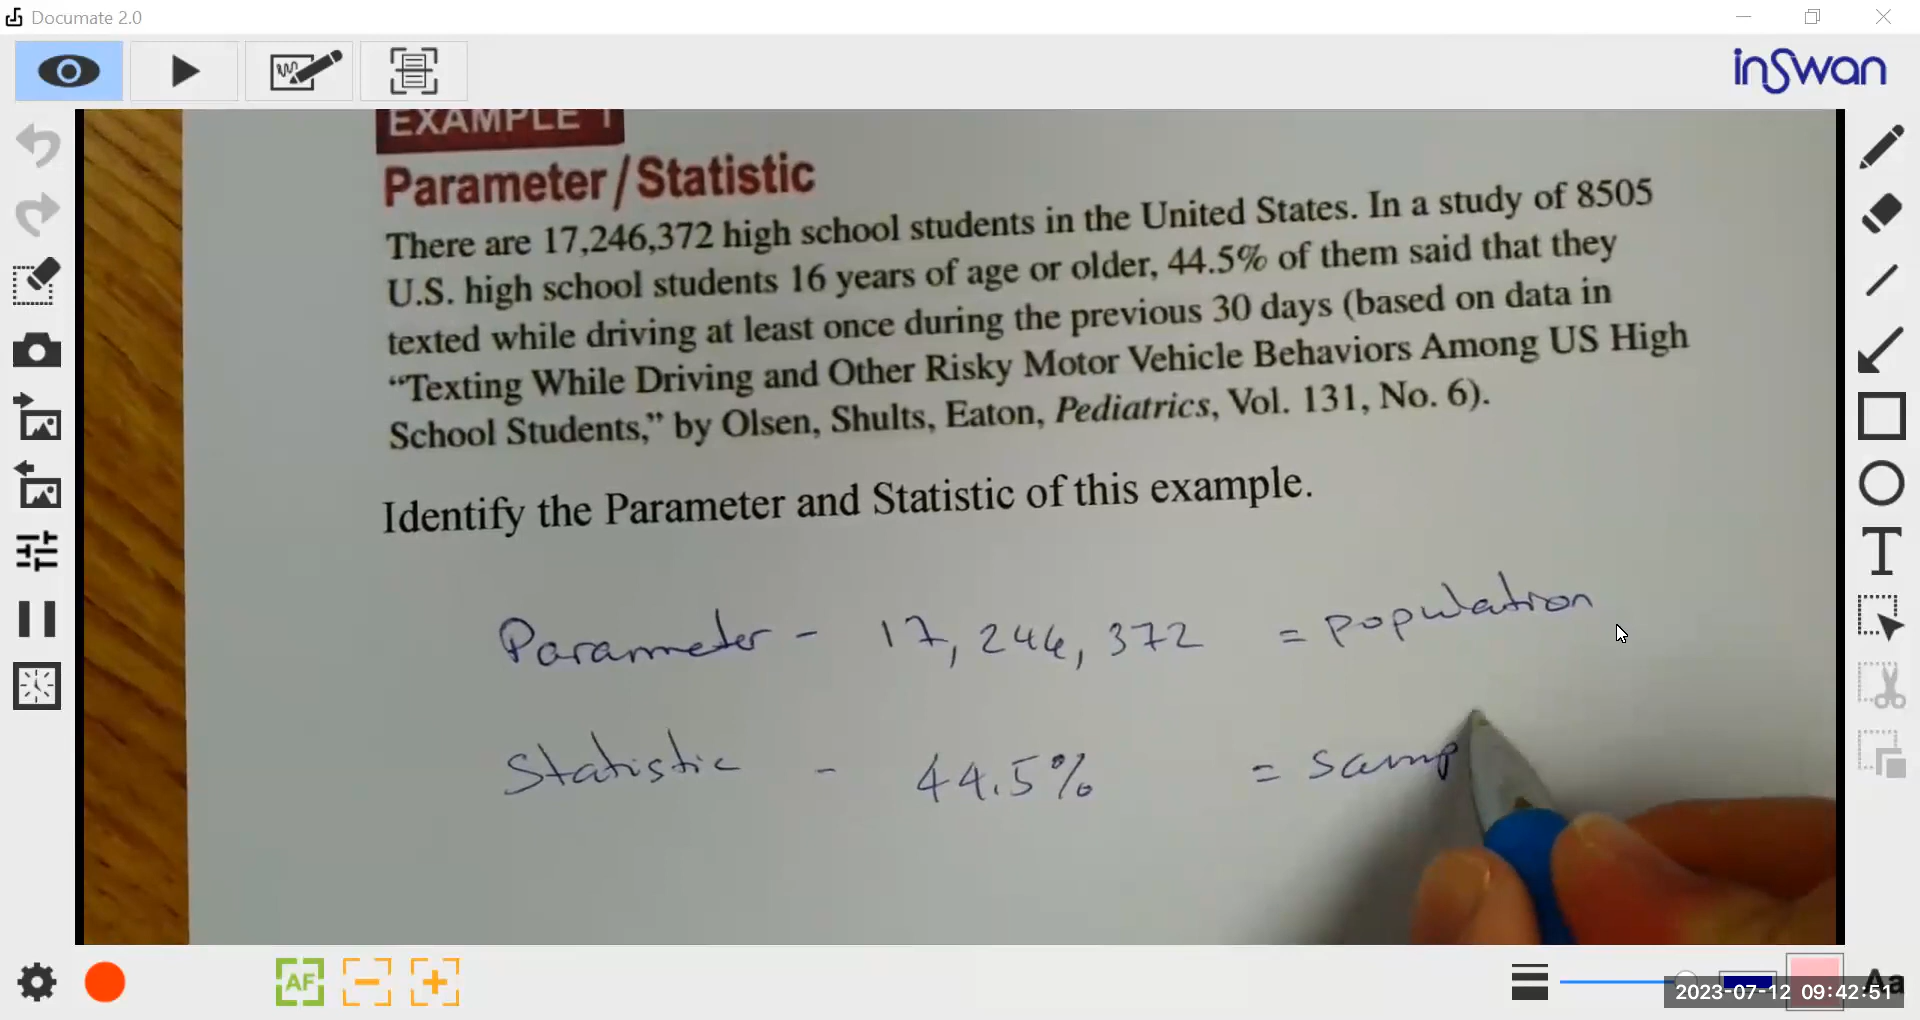 Documate 2.0
inSwan
EXAMPLE 1
Parameter/Statistic
There are 17,246,372 high school students in the United States. In a study of 8505
U.S. high school students 16 years of age or older, 44.5% of them said that they
texted while driving at least once during the previous 30 days (based on data in
“Texting While Driving and Other Risky Motor Vehicle Behaviors Among US High
School Students,” by Olsen, Shults, Eaton, Pediatrics, Vol. 131, No. 6).
Identify the Parameter and Statistic of this example.
Parameter - 17, 246, 372 = population
Statistic - 44.5% = samp
T
AF
Aa
2023-07-12 09:42:51